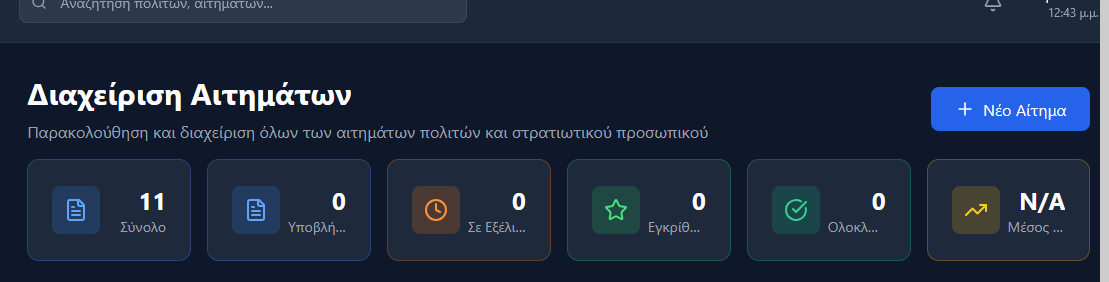 Αναζήτηση πολιτών, αιτημάτων...
12:43 μ.μ.
Διαχείριση Αιτημάτων
Παρακολούθηση και διαχείριση όλων των αιτημάτων πολιτών και στρατιωτικού προσωπικού
Νέο Αίτημα
11
Σύνολο
0
Υποβλή...
0
Σε Εξέλι...
0
Εγκρίθ...
0
Ολοκλ...
N/A
Μέσος ...